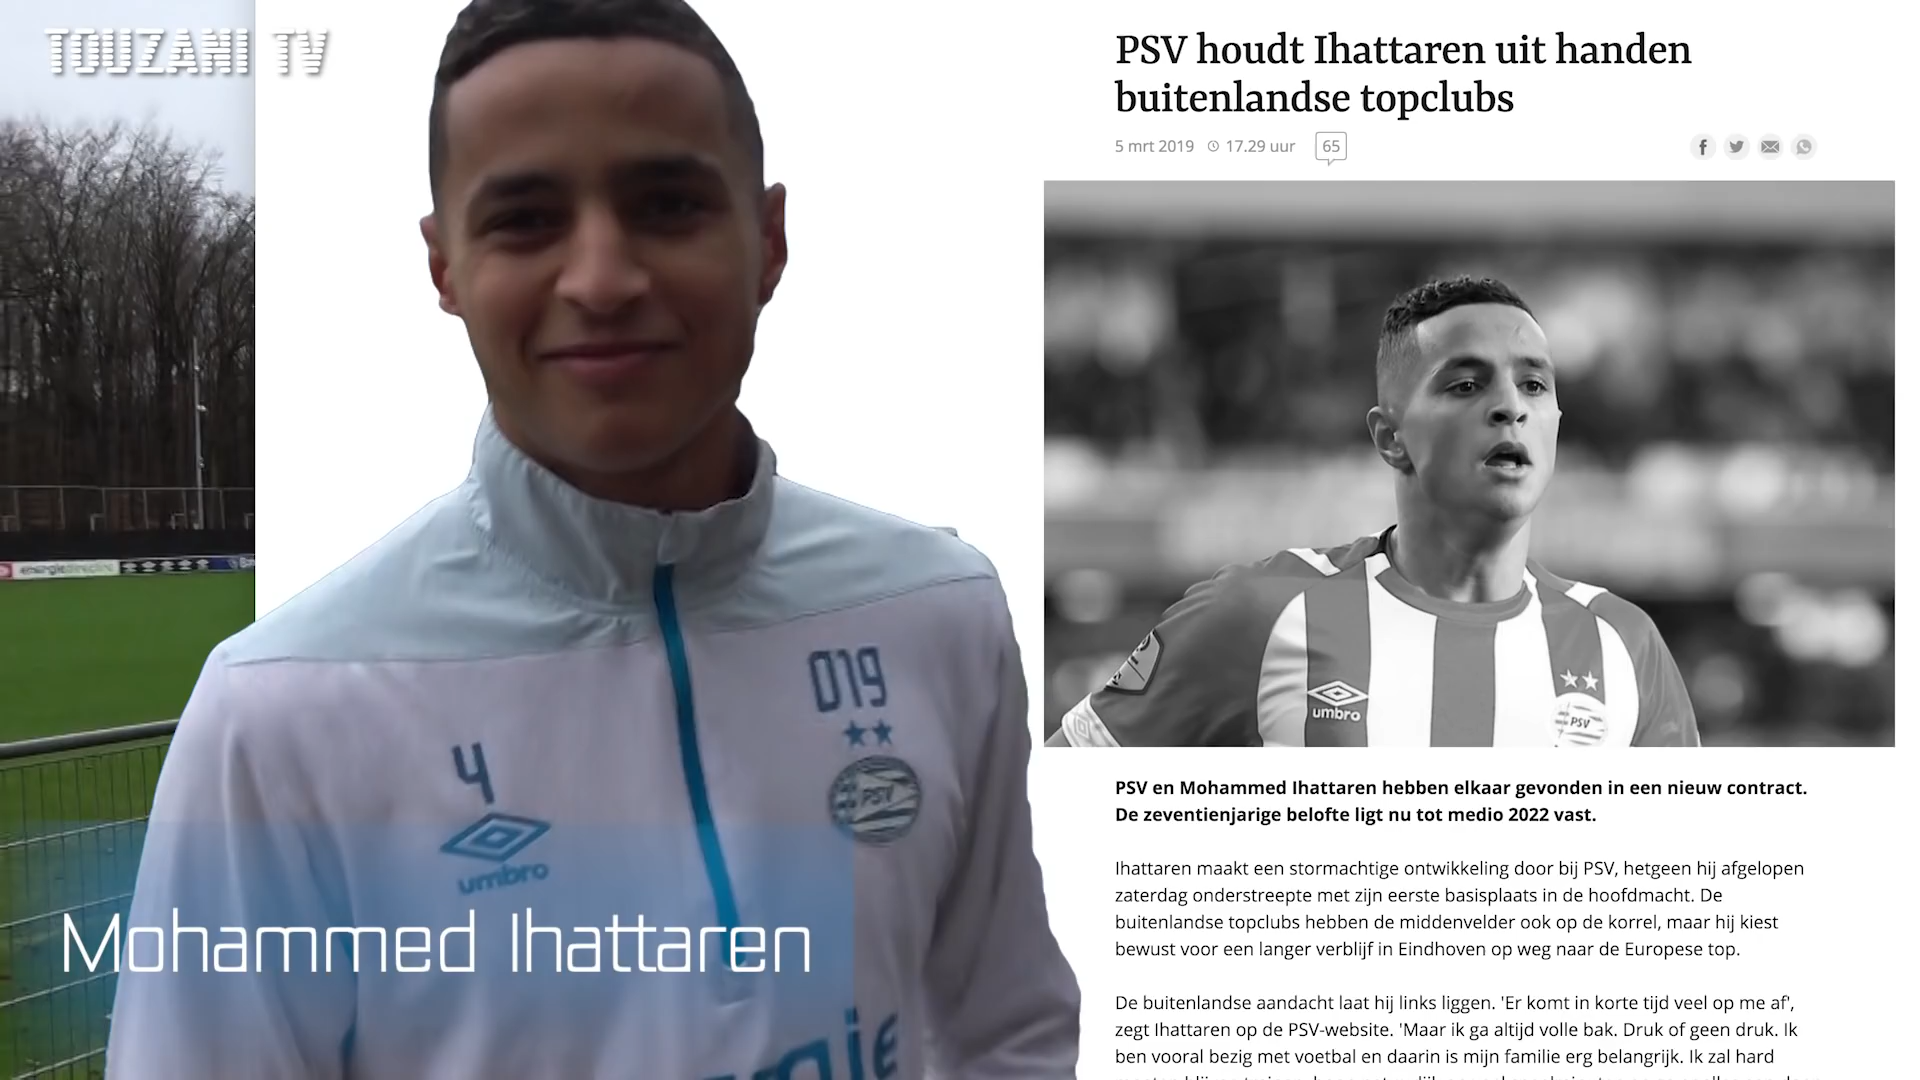 TOUZANI TV
PSV houdt Ihattaren uit handen
buitenlandse topclubs
5 mrt 2019 17.29 uur 65
umbro
PSV
019
4
PSV
umbro
Mohammed Ihattaren
PSV en Mohammed Ihattaren hebben elkaar gevonden in een nieuw contract.
De zeventienjarige belofte ligt nu tot medio 2022 vast.
Ihattaren maakt een stormachtige ontwikkeling door bij PSV, hetgeen hij afgelopen
zaterdag onderstreepte met zijn eerste basisplaats in de hoofdmacht. De
buitenlandse topclubs hebben de middenvelder ook op de korrel, maar hij kiest
bewust voor een langer verblijf in Eindhoven op weg naar de Europese top.
De buitenlandse aandacht laat hij links liggen. 'Er komt in korte tijd veel op me af',
zegt Ihattaren op de PSV-website. 'Maar ik ga altijd volle bak. Druk of geen druk. Ik
ben vooral bezig met voetbal en daarin is mijn familie erg belangrijk. Ik zal hard